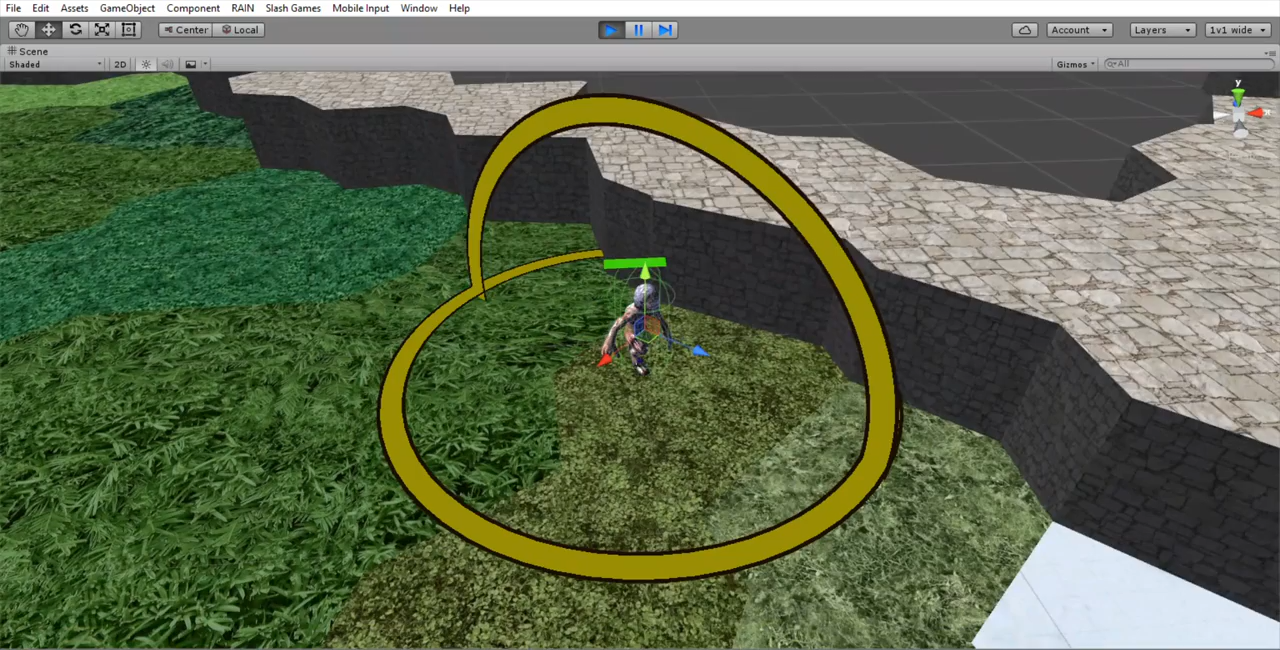 File Edit Assets GameObject Component RAIN Slash Games Mobile Input Window Help
Center Local Account Layers 1v1 wide
Scene
Shaded 2D Gizmos All
y